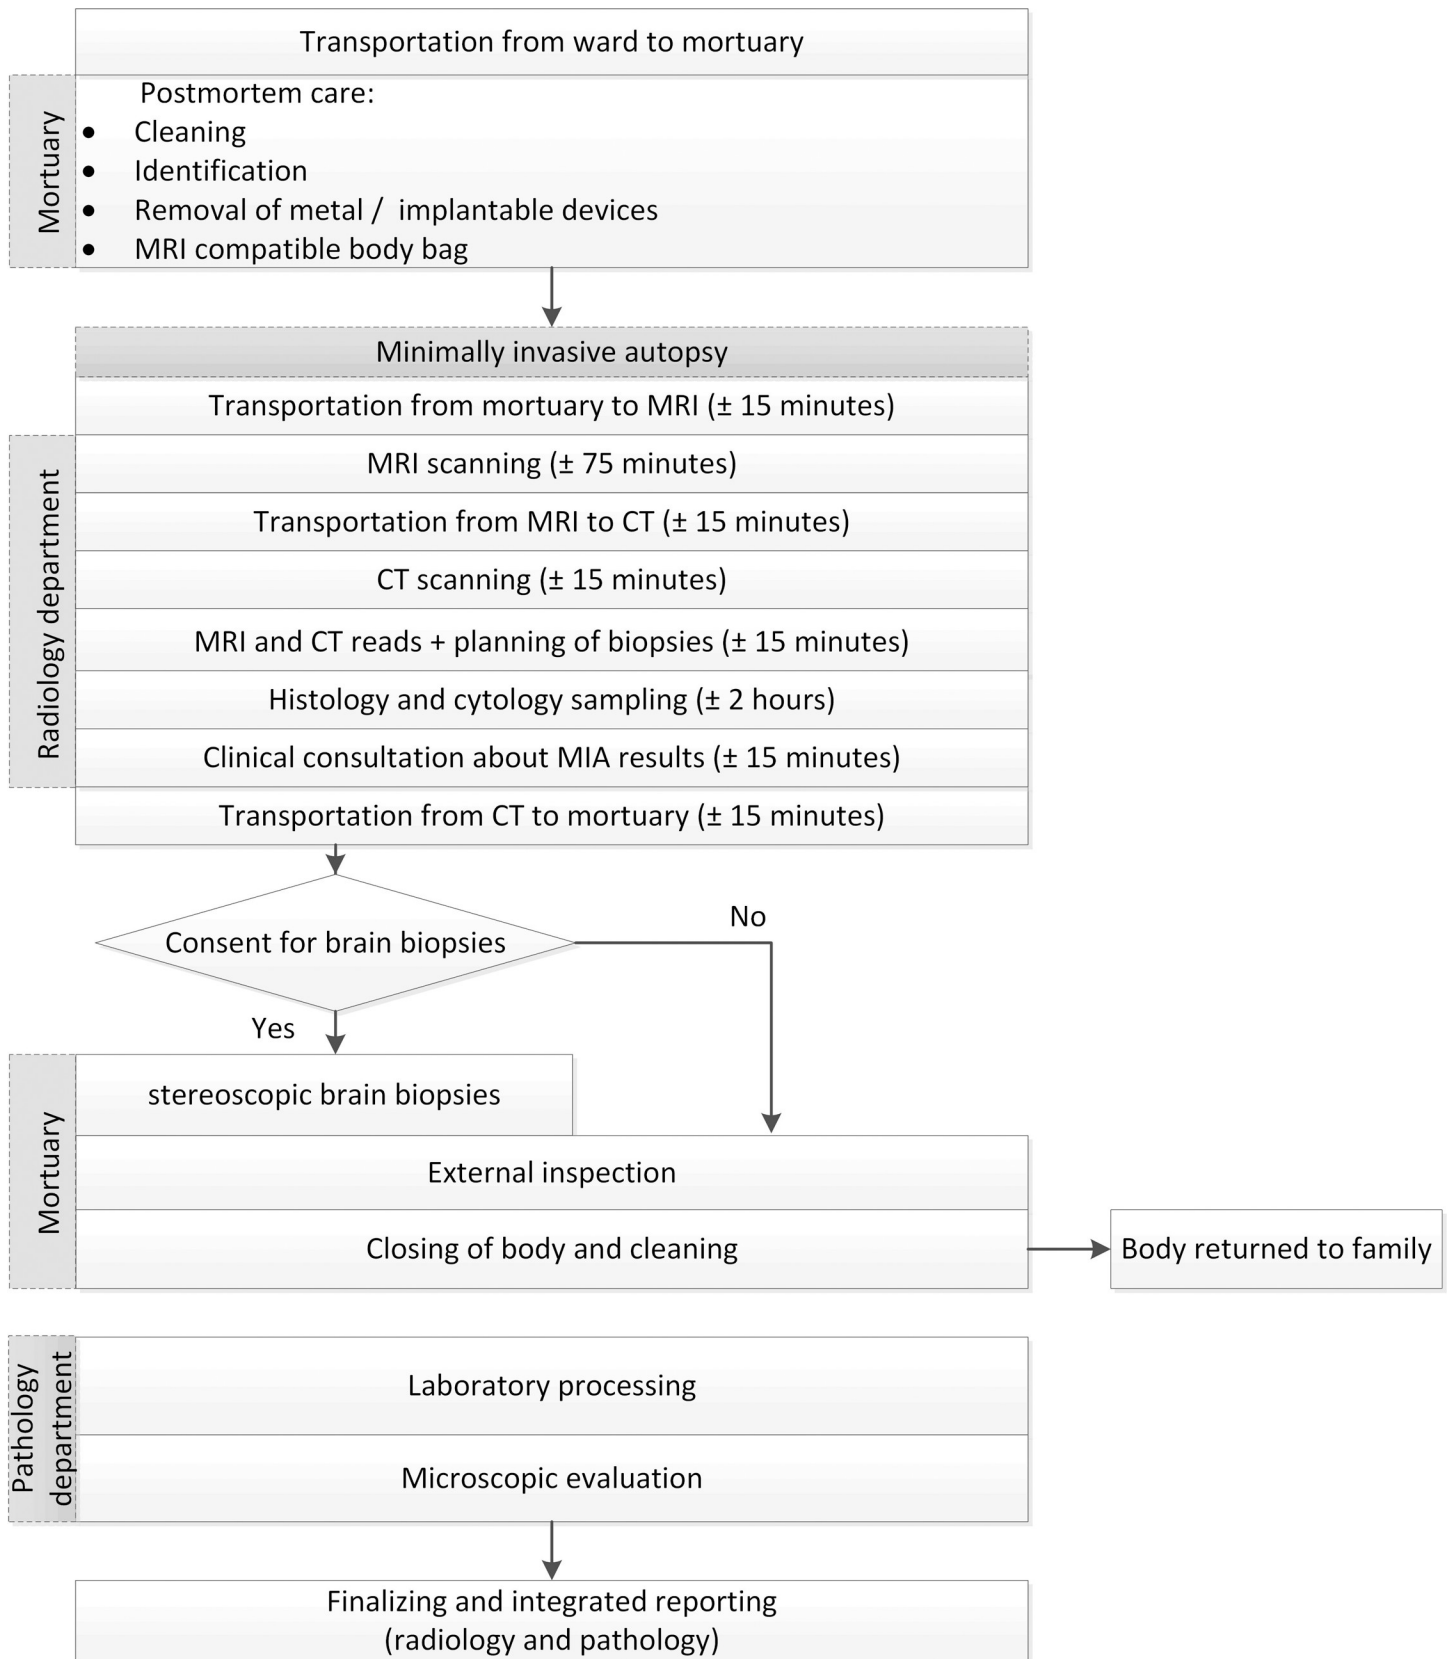 Transportation from ward to mortuary
Mortuary
Postmortem care:
• Cleaning
• Identification
• Removal of metal / implantable devices
• MRI compatible body bag
Minimally invasive autopsy
Transportation from mortuary to MRI (± 15 minutes)
Radiology department
MRI scanning (± 75 minutes)
Transportation from MRI to CT (± 15 minutes)
CT scanning (± 15 minutes)
MRI and CT reads + planning of biopsies (± 15 minutes)
Histology and cytology sampling (± 2 hours)
Clinical consultation about MIA results (± 15 minutes)
Transportation from CT to mortuary (± 15 minutes)
Consent for brain biopsies
No
Yes
Mortuary
stereoscopic brain biopsies
External inspection
Closing of body and cleaning
Body returned to family
Pathology
department
Laboratory processing
Microscopic evaluation
Finalizing and integrated reporting
(radiology and pathology)